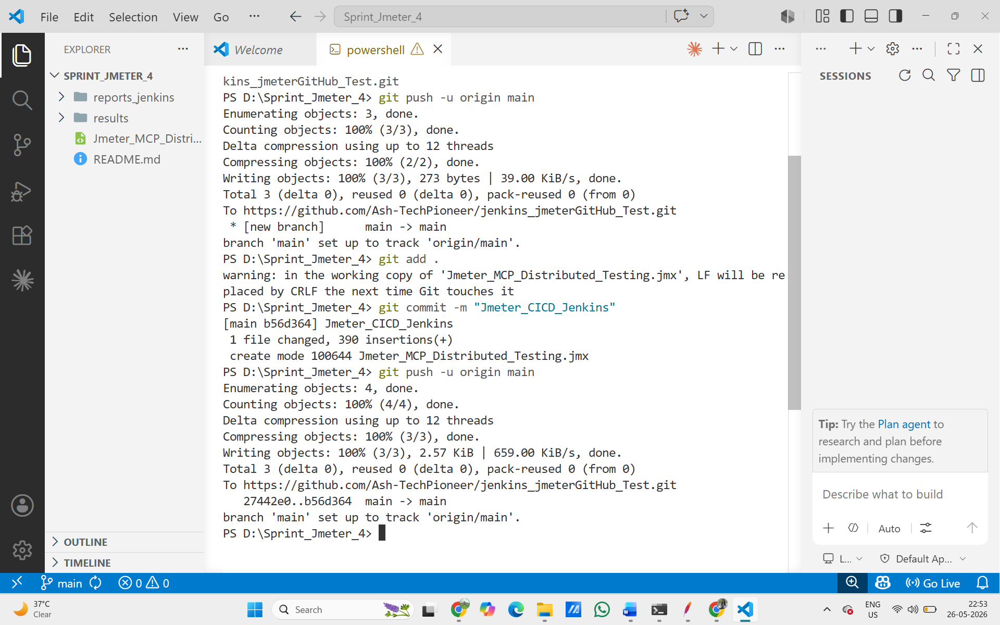 File Edit Selection View Go ···
Sprint_Jmeter_4
EXPLORER
SPRINT_JMETER_4
reports_jenkins
results
Jmeter_MCP_Distri...
README.md
OUTLINE
TIMELINE
Welcome
powershell
kins_jmeterGitHub_Test.git
PS D:\Sprint_Jmeter_4> git push -u origin main
Enumerating objects: 3, done.
Counting objects: 100% (3/3), done.
Delta compression using up to 12 threads
Compressing objects: 100% (2/2), done.
Writing objects: 100% (3/3), 273 bytes | 39.00 KiB/s, done.
Total 3 (delta 0), reused 0 (delta 0), pack-reused 0 (from 0)
To https://github.com/Ash-TechPioneer/jenkins_jmeterGitHub_Test.git
* [new branch] main -> main
branch 'main' set up to track 'origin/main'.
PS D:\Sprint_Jmeter_4> git add .
warning: in the working copy of 'Jmeter_MCP_Distributed_Testing.jmx', LF will be re
placed by CRLF the next time Git touches it
PS D:\Sprint_Jmeter_4> git commit -m "Jmeter_CICD_Jenkins"
[main b56d364] Jmeter_CICD_Jenkins
1 file changed, 390 insertions(+)
create mode 100644 Jmeter_MCP_Distributed_Testing.jmx
PS D:\Sprint_Jmeter_4> git push -u origin main
Enumerating objects: 4, done.
Counting objects: 100% (4/4), done.
Delta compression using up to 12 threads
Compressing objects: 100% (3/3), done.
Writing objects: 100% (3/3), 2.57 KiB | 659.00 KiB/s, done.
Total 3 (delta 0), reused 0 (delta 0), pack-reused 0 (from 0)
To https://github.com/Ash-TechPioneer/jenkins_jmeterGitHub_Test.git
27442e0..b56d364 main -> main
branch 'main' set up to track 'origin/main'.
PS D:\Sprint_Jmeter_4>
SESSIONS
Tip: Try the Plan agent to
research and plan before
implementing changes.
Describe what to build
Auto
L... Default Ap...
main 0 0
Go Live
37°C
Clear
Search
ENG
US
22:53
26-05-2026